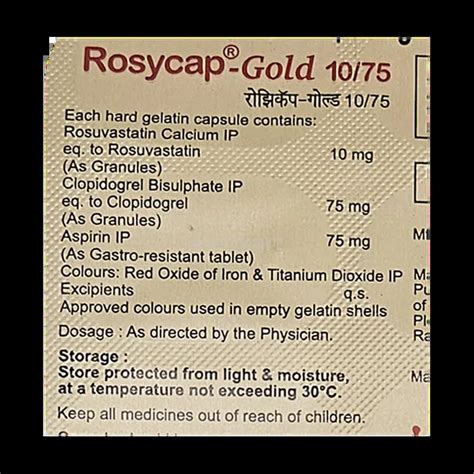 Rosycap®-Gold 10/75
रोझिकॅप-गोल्ड 10/75
Each hard gelatin capsule contains:
Rosuvastatin Calcium IP
eq. to Rosuvastatin 10 mg
(As Granules)
Clopidogrel Bisulphate IP
eq. to Clopidogrel 75 mg
(As Granules)
Aspirin IP 75 mg
(As Gastro-resistant tablet)
Colours: Red Oxide of Iron & Titanium Dioxide IP
Excipients q.s.
Approved colours used in empty gelatin shells
Dosage : As directed by the Physician.
Storage :
Store protected from light & moisture,
at a temperature not exceeding 30°C.
Keep all medicines out of reach of children.